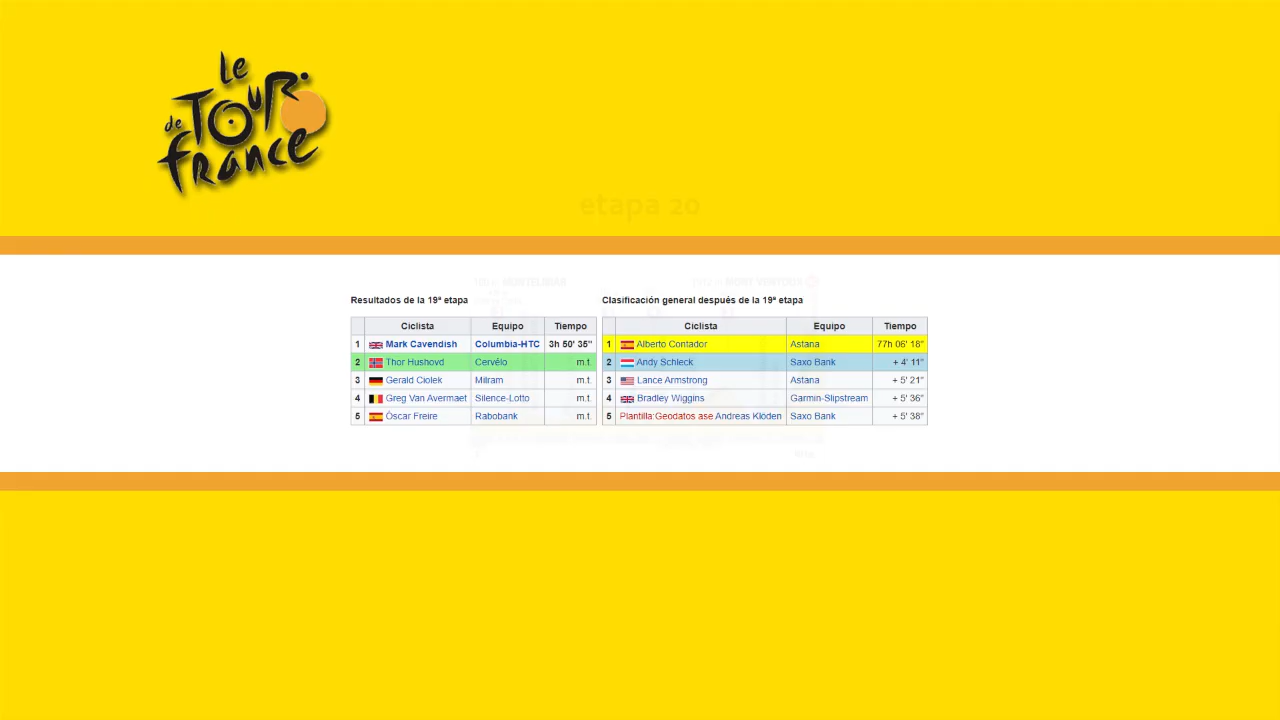 Le
de TOUR
france
etapa 20
MONTELIMAR MONT VENTOUX
Resultados de la 19ª etapa
Ciclista Equipo Tiempo
1 Mark Cavendish Columbia-HTC 3h 50' 35"
2 Thor Hushovd Cervélo m.t.
3 Gerald Ciolek Milram m.t.
4 Greg Van Avermaet Silence-Lotto m.t.
5 Óscar Freire Rabobank m.t.
Clasificación general después de la 19ª etapa
Ciclista Equipo Tiempo
1 Alberto Contador Astana 77h 06' 18"
2 Andy Schleck Saxo Bank + 4' 11"
3 Lance Armstrong Astana + 5' 21"
4 Bradley Wiggins Garmin-Slipstream + 5' 36"
5 Plantilla:Geodatos ase Andreas Klöden Saxo Bank + 5' 38"